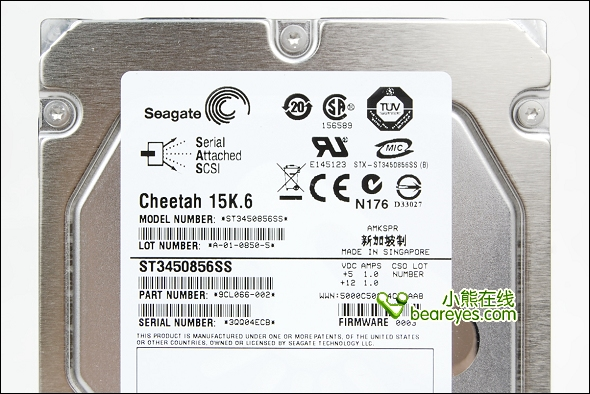 Seagate
20
156589
TUV
Serial
Attached
SCSI
E145123
MIC
STX-ST3450856SS (B)
CE
N176
D33027
Cheetah 15K.6
MODEL NUMBER: *ST3450856SS*
LOT NUMBER: *A-01-0850-5*
AMKSPR
新加坡制
MADE IN SINGAPORE
ST3450856SS
VDC AMPS CSO LOT
+5 1.0 NUMBER
+12 1.0
PART NUMBER: *9CL066-002*
WWN:
SERIAL NUMBER: *3QQ04ECB*
FIRMWARE 0003
小熊在线
beareyes.com
THIS PRODUCT IS MANUFACTURED UNDER ONE OR MORE PATENTS, OF THE UNITED STATES
OR OTHER COUNTRIES, OWNED OR LICENSED BY SEAGATE TECHNOLOGY LLC.